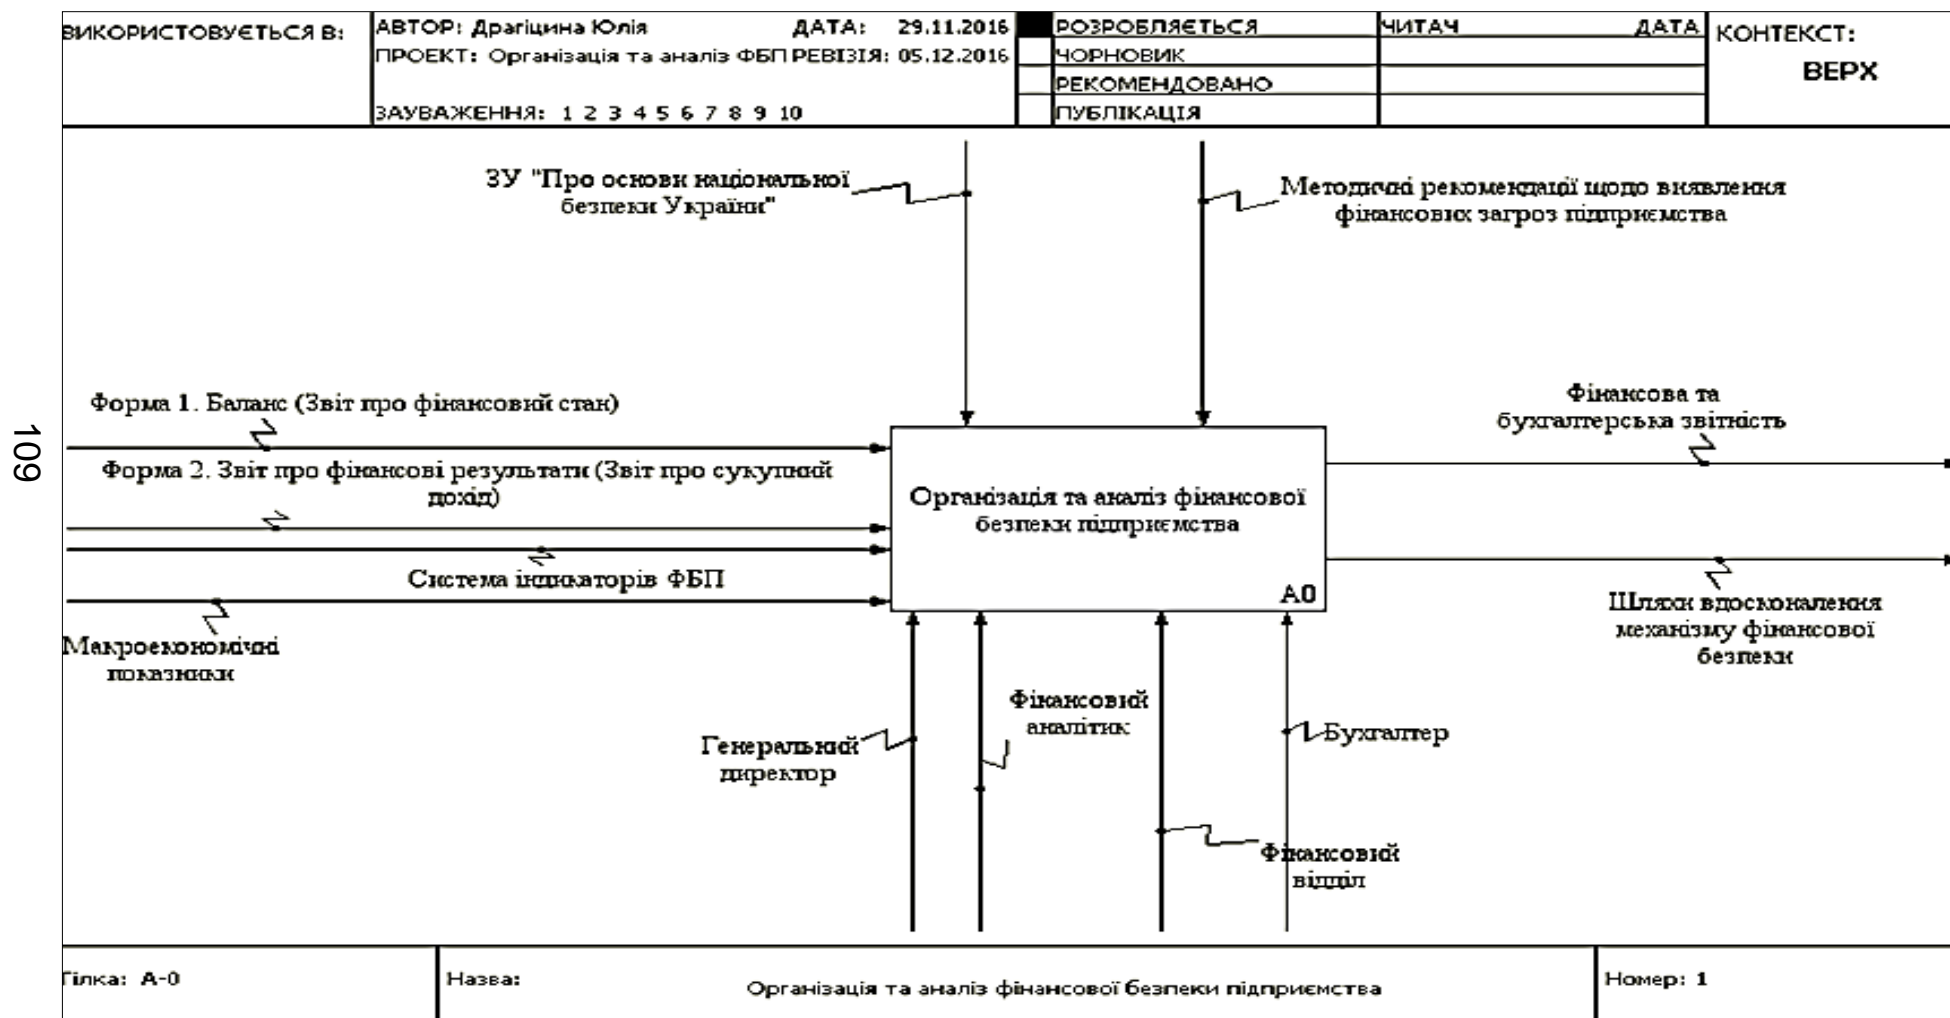 ВИКОРИСТОВУЄТЬСЯ В:
АВТОР: Драгіцина Юлія ДАТА: 29.11.2016
ПРОЕКТ: Організація та аналіз ФБП РЕВІЗІЯ: 05.12.2016
ЗАУВАЖЕННЯ: 1 2 3 4 5 6 7 8 9 10
РОЗРОБЛЯЄТЬСЯ
ЧОРНОВИК
РЕКОМЕНДОВАНО
ПУБЛІКАЦІЯ
ЧИТАЧ ДАТА
КОНТЕКСТ:
ВЕРХ
ЗУ "Про основи національної
безпеки України"
Методичні рекомендації щодо виявлення
фінансових загроз підприємства
Форма 1. Баланс (Звіт про фінансовий стан)
Форма 2. Звіт про фінансові результати (Звіт про сукупний
дохід)
Система індикаторів ФБП
Макроекономічні
показники
Організація та аналіз фінансової
безпеки підприємства
A0
Фінансова та
бухгалтерська звітність
Шляхи вдосконалення
механізму фінансової
безпеки
Генеральний
директор
Фінансовий
аналітик
Фінансовий
відділ
Бухгалтер
109
Гілка: A-0
Назва:
Організація та аналіз фінансової безпеки підприємства
Номер: 1